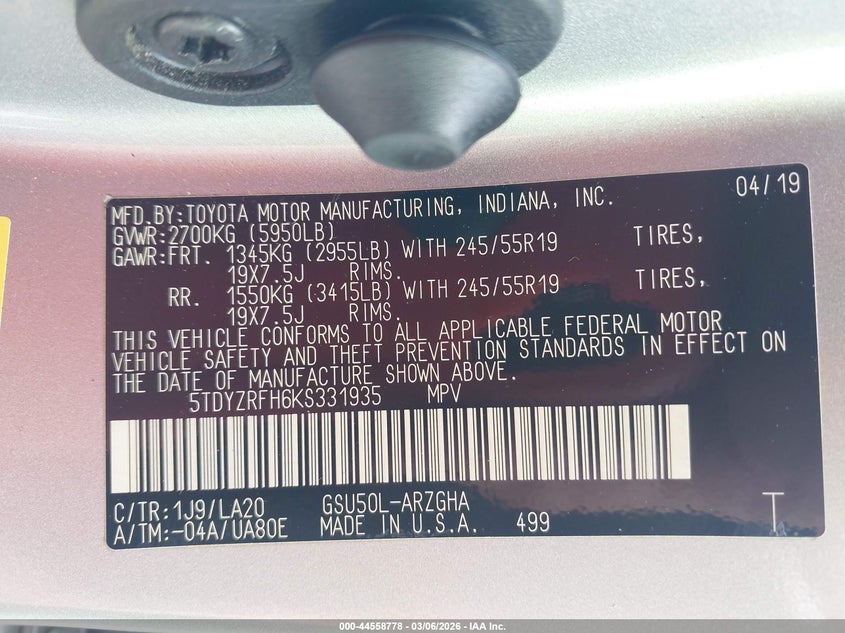 04/19
MFD.BY:TOYOTA MOTOR MANUFACTURING, INDIANA, INC.
GVWR:2700KG (5950LB)
GAWR:FRT. 1345KG (2955LB) WITH 245/55R19 TIRES,
19X7.5J RIMS.
RR. 1550KG (3415LB) WITH 245/55R19 TIRES,
19X7.5J RIMS.
THIS VEHICLE CONFORMS TO ALL APPLICABLE FEDERAL MOTOR
VEHICLE SAFETY AND THEFT PREVENTION STANDARDS IN EFFECT ON
THE DATE OF MANUFACTURE SHOWN ABOVE.
5TDYZRFH6KS331935 MPV
C/TR:1J9/LA20 GSU50L-ARZGHA
A/TM:-04A/UA80E MADE IN U.S.A. 499 T
000-44558778 — 03/06/2026 — IAA Inc.